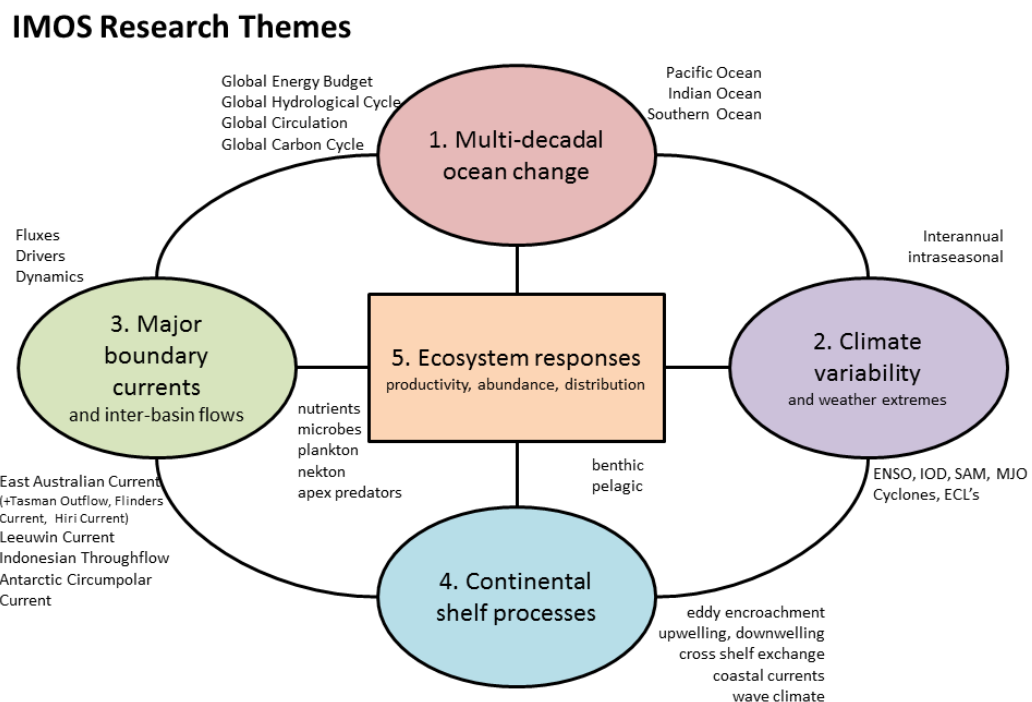 IMOS Research Themes
Global Energy Budget
Global Hydrological Cycle
Global Circulation
Global Carbon Cycle
Pacific Ocean
Indian Ocean
Southern Ocean
1. Multi-decadal
ocean change
Fluxes
Drivers
Dynamics
Interannual
intraseasonal
3. Major
boundary
currents
and inter-basin flows
5. Ecosystem responses
productivity, abundance, distribution
2. Climate
variability
and weather extremes
nutrients
microbes
plankton
nekton
apex predators
benthic
pelagic
East Australian Current
(+Tasman Outflow, Flinders
Current, Hiri Current)
Leeuwin Current
Indonesian Throughflow
Antarctic Circumpolar
Current
ENSO, IOD, SAM, MJO
Cyclones, ECL’s
4. Continental
shelf processes
eddy encroachment
upwelling, downwelling
cross shelf exchange
coastal currents
wave climate